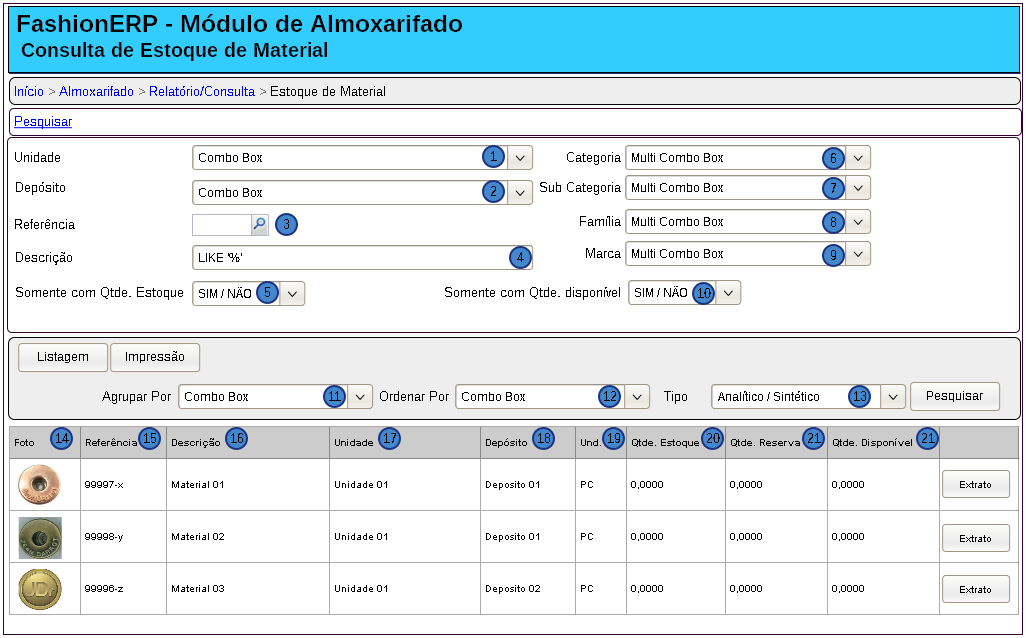 FashionERP - Módulo de Almoxarifado
Consulta de Estoque de Material
Início > Almoxarifado > Relatório/Consulta > Estoque de Material
Pesquisar
Unidade Combo Box 1 Categoria Multi Combo Box 6
Depósito Combo Box 2 Sub Categoria Multi Combo Box 7
Referência 3 Família Multi Combo Box 8
Descrição LIKE '%' 4 Marca Multi Combo Box 9
Somente com Qtde. Estoque SIM / NÃO 5 Somente com Qtde. disponível SIM / NÃO 10
Listagem Impressão
Agrupar Por Combo Box 11 Ordenar Por Combo Box 12 Tipo Analítico / Sintético 13 Pesquisar
Foto 14 Referência 15 Descrição 16 Unidade 17 Depósito 18 Und. 19 Qtde. Estoque 20 Qtde. Reserva 21 Qtde. Disponível 21
99997-x Material 01 Unidade 01 Deposito 01 PC 0,0000 0,0000 0,0000 Extrato
99998-y Material 02 Unidade 01 Deposito 01 PC 0,0000 0,0000 0,0000 Extrato
JDr 99996-z Material 03 Unidade 01 Deposito 02 PC 0,0000 0,0000 0,0000 Extrato